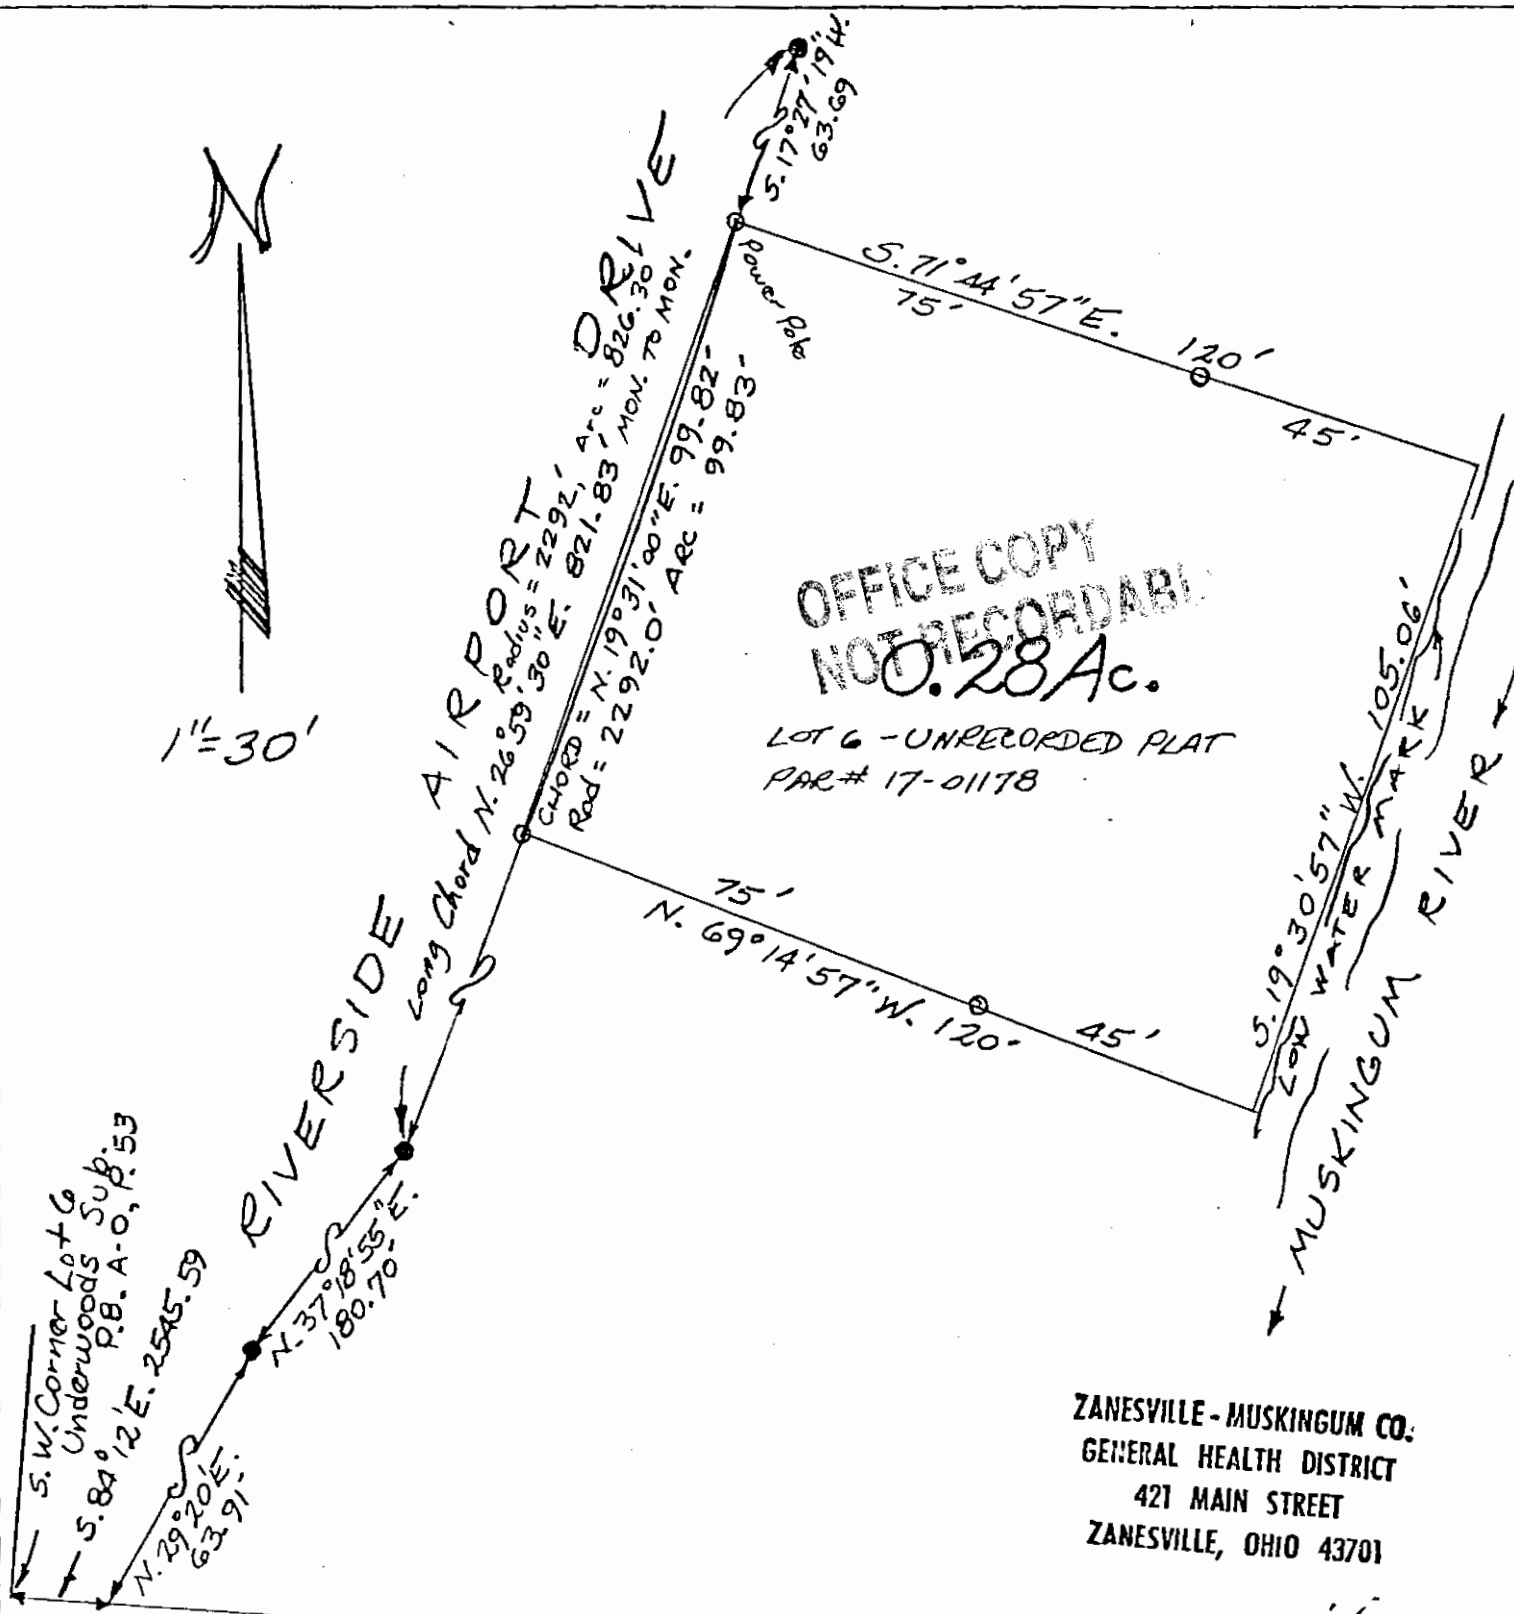 N
1"=30'
S. 17°27'19"W.
63.69
S. 71°44'57"E.
75'
120'
45'
Power Pole
RIVERSIDE AIRPORT DRIVE
Radius = 2292,' Arc = 826.30'
Long Chord N. 26°59'30"E. 821.83' MON. TO MON.
CHORD = N. 19°31'00"E. 99.82'
Rad = 2292.0' ARC = 99.83'
OFFICE COPY
0.28 Ac.
LOT 6 - UNRECORDED PLAT
PAR# 17-01178
S. 19°30'57"W. 105.06'
LOW WATER MARK
MUSKINGUM RIVER
75'
N. 69°14'57"W. 120'
45'
N. 37°18'55"E.
180.70'
S.W. Corner Lot 6
Underwoods Sub.
P.B. A-O, P. 53
S. 84°12'E. 2545.59
N. 29°20'E.
63.91'
ZANESVILLE - MUSKINGUM CO.
GENERAL HEALTH DISTRICT
421 MAIN STREET
ZANESVILLE, OHIO 43701